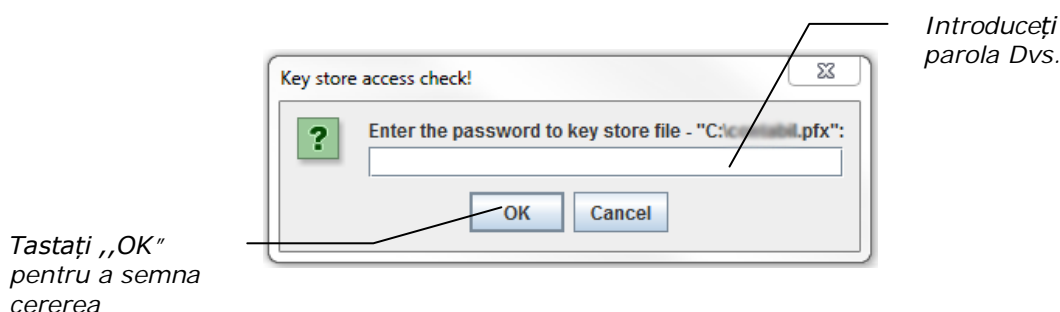 Introduceți
parola Dvs.
Key store access check!
Enter the password to key store file - "C:\.pfx":
OK
Cancel
Tastați ,,OK”
pentru a semna
cererea